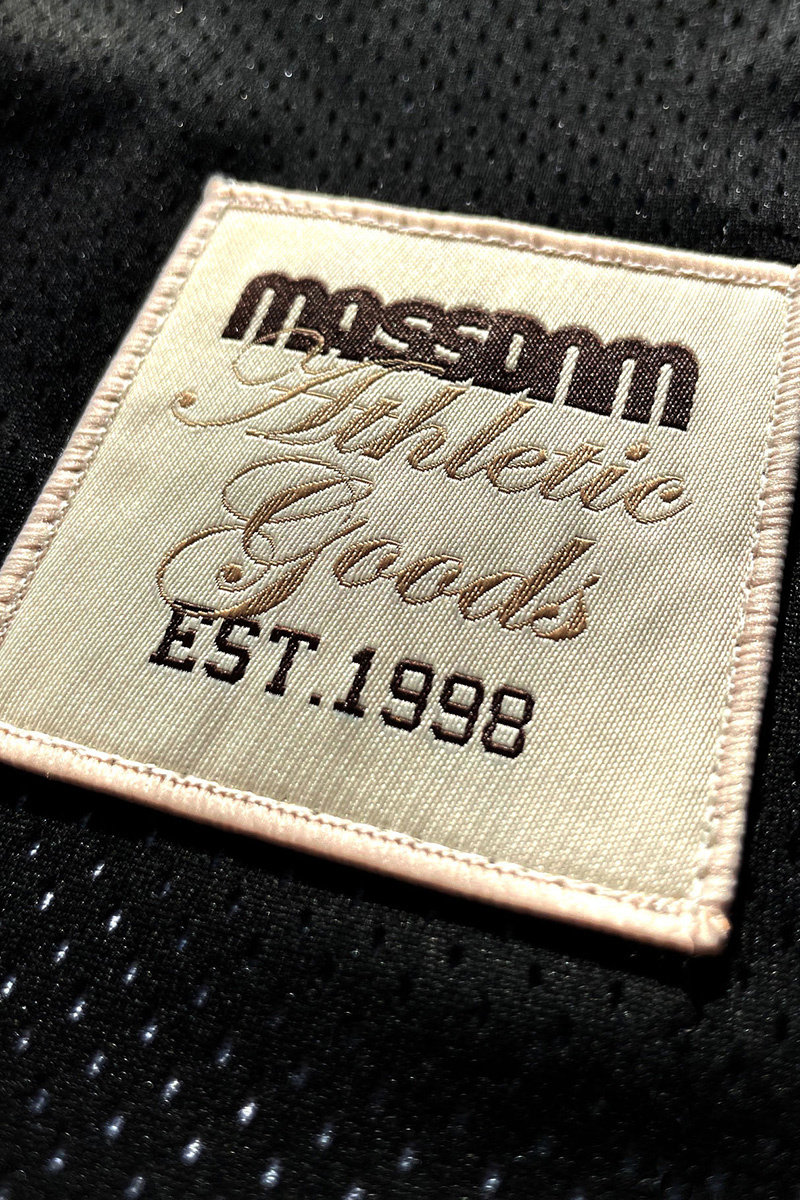 MASSDNM
Athletic
Goods
EST.1998